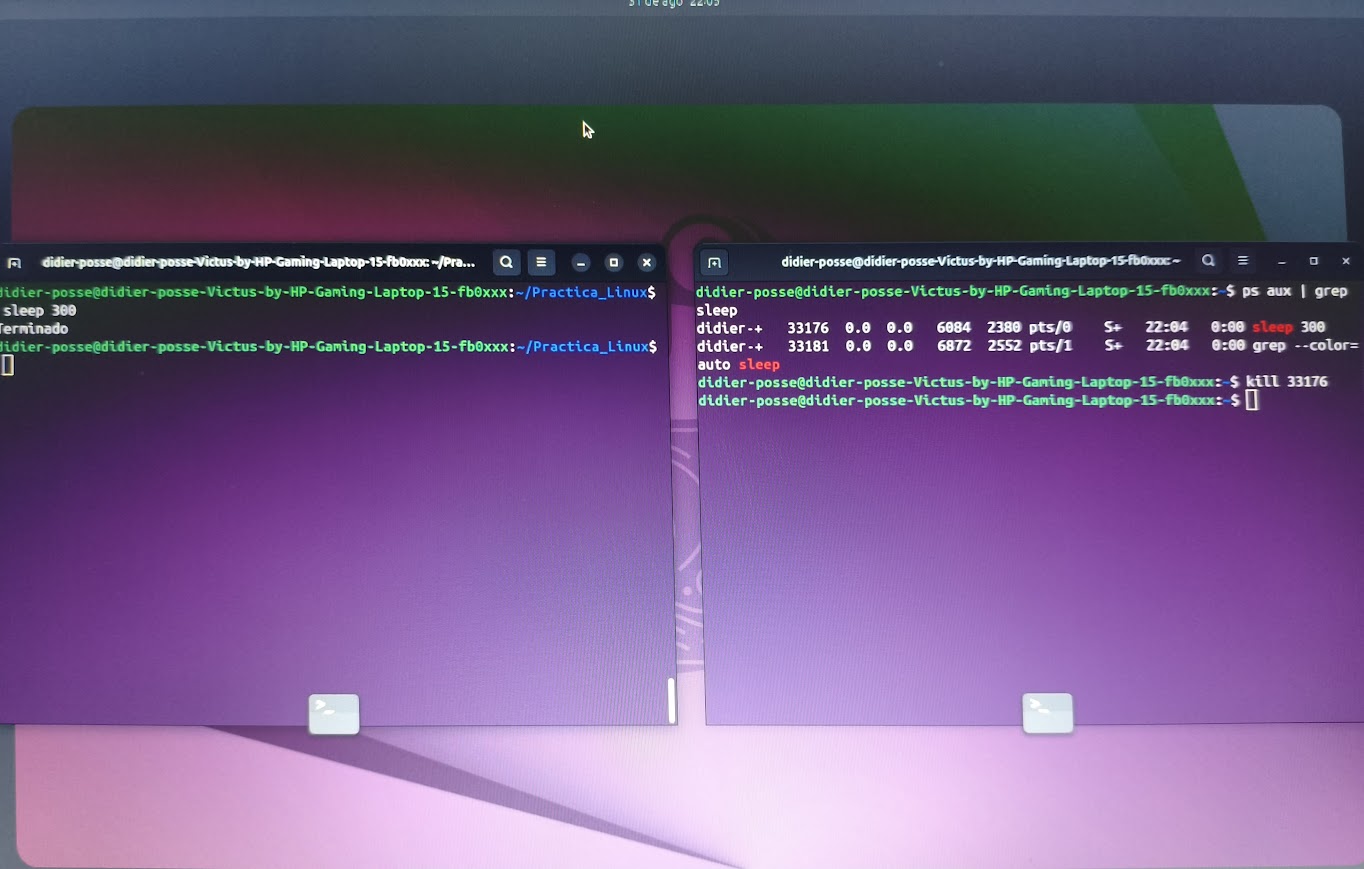 31 de ago 22:05
didier-posse@didier-posse-Victus-by-HP-Gaming-Laptop-15-fb0xxx: ~/Pra...
didier-posse@didier-posse-Victus-by-HP-Gaming-Laptop-15-fb0xxx:~/Practica_Linux$
sleep 300
Terminado
didier-posse@didier-posse-Victus-by-HP-Gaming-Laptop-15-fb0xxx:~/Practica_Linux$
didier-posse@didier-posse-Victus-by-HP-Gaming-Laptop-15-fb0xxx: ~
didier-posse@didier-posse-Victus-by-HP-Gaming-Laptop-15-fb0xxx:~$ ps aux | grep
sleep
didier-+ 33176 0.0 0.0 6084 2380 pts/0 S+ 22:04 0:00 sleep 300
didier-+ 33181 0.0 0.0 6872 2552 pts/1 S+ 22:04 0:00 grep --color=
auto sleep
didier-posse@didier-posse-Victus-by-HP-Gaming-Laptop-15-fb0xxx:~$ kill 33176
didier-posse@didier-posse-Victus-by-HP-Gaming-Laptop-15-fb0xxx:~$